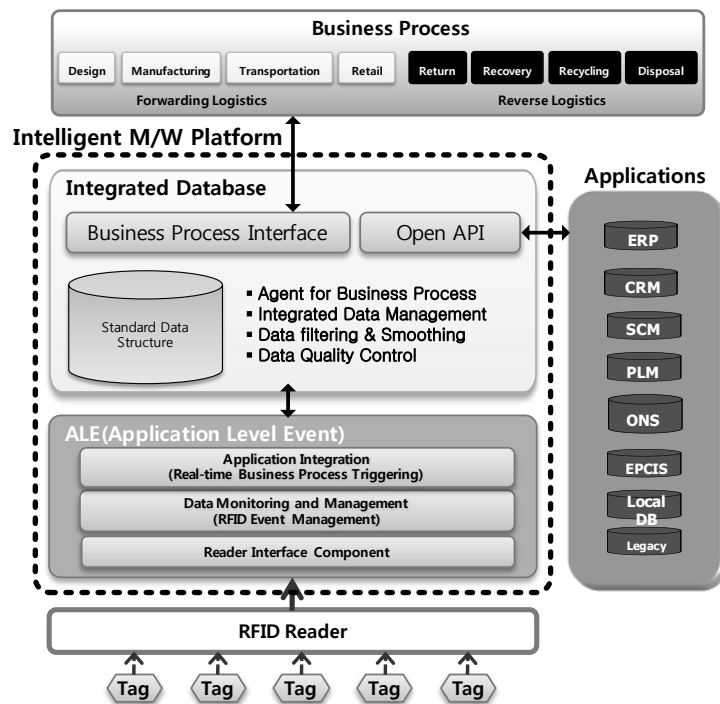 Business Process
Design Manufacturing Transportation Retail Return Recovery Recycling Disposal
Forwarding Logistics Reverse Logistics
Intelligent M/W Platform
Integrated Database
Business Process Interface Open API
Standard Data
Structure
▪ Agent for Business Process
▪ Integrated Data Management
▪ Data filtering & Smoothing
▪ Data Quality Control
ALE(Application Level Event)
Application Integration
(Real-time Business Process Triggering)
Data Monitoring and Management
(RFID Event Management)
Reader Interface Component
RFID Reader
Tag Tag Tag Tag Tag
Applications
ERP
CRM
SCM
PLM
ONS
EPCIS
Local
DB
Legacy